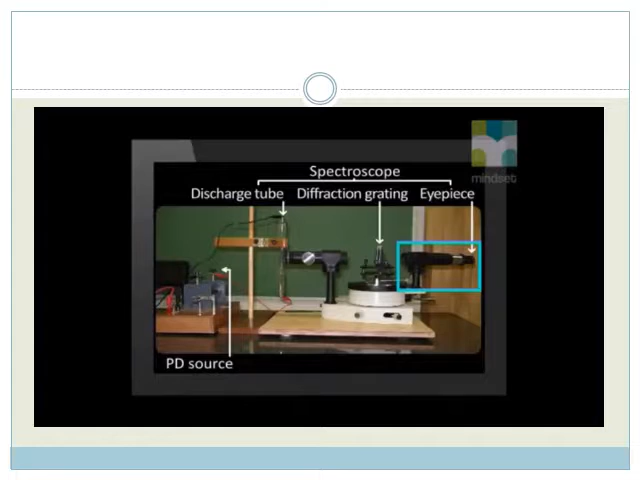 mindset
Spectroscope
Discharge tube Diffraction grating Eyepiece
PD source